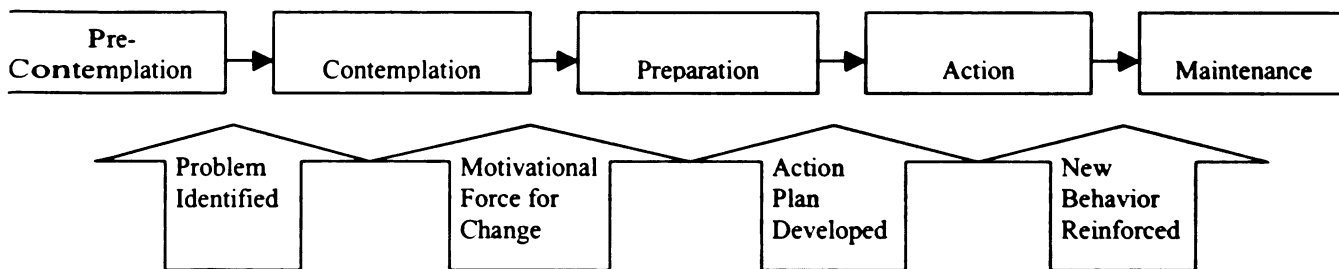 Pre-
Contemplation
Contemplation
Preparation
Action
Maintenance
Problem
Identified
Motivational
Force for
Change
Action
Plan
Developed
New
Behavior
Reinforced